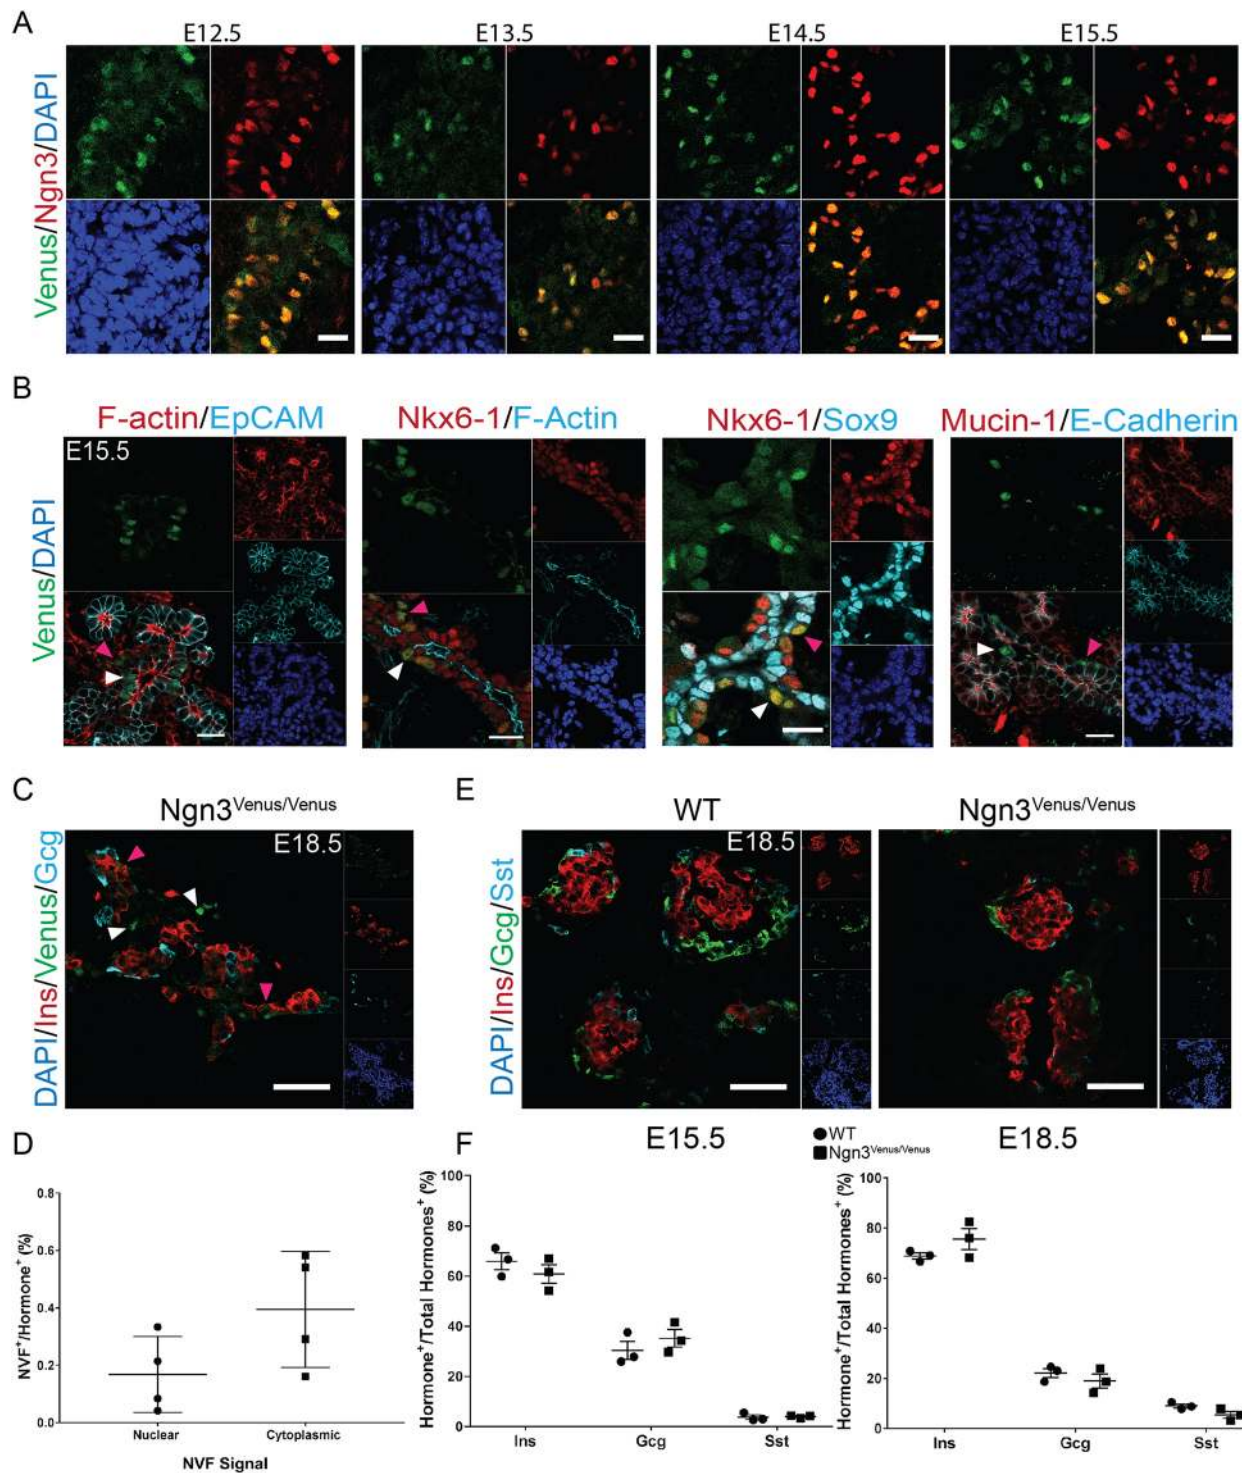 A
E12.5
E13.5
E14.5
E15.5
Venus/Ngn3/DAPI
B
F-actin/EpCAM
Nkx6-1/F-Actin
Nkx6-1/Sox9
Mucin-1/E-Cadherin
E15.5
Venus/DAPI
C
Ngn3Venus/Venus
E18.5
DAPI/Ins/Venus/Gcg
E
WT
Ngn3Venus/Venus
E18.5
DAPI/Ins/Gcg/Sst
D
0.8
0.6
0.4
0.2
0.0
NVF+/Hormone+ (%)
Nuclear
Cytoplasmic
NVF Signal
F
E15.5
WT
Ngn3Venus/Venus
E18.5
100
80
60
40
20
0
Hormone+/Total Hormones+ (%)
Ins
Gcg
Sst
100
80
60
40
20
0
Hormone+/Total Hormones+ (%)
Ins
Gcg
Sst